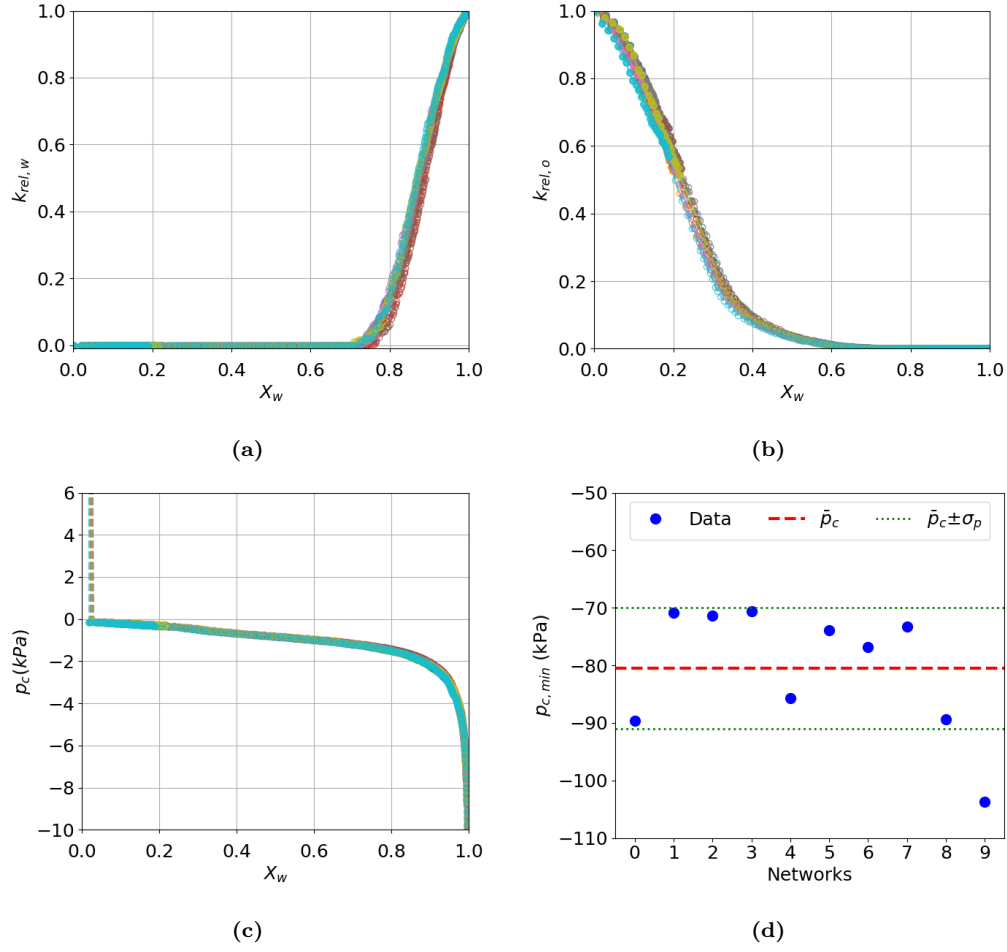 1.0
0.8
0.6
0.4
0.2
0.0
k_{rel, w}
0.0 0.2 0.4 0.6 0.8 1.0
X_w
(a)
1.0
0.8
0.6
0.4
0.2
0.0
k_{rel, o}
0.0 0.2 0.4 0.6 0.8 1.0
X_w
(b)
6
4
2
0
−2
−4
−6
−8
−10
p_c(kPa)
0.0 0.2 0.4 0.6 0.8 1.0
X_w
(c)
−50
−60
−70
−80
−90
−100
−110
p_{c, min} (kPa)
Data p̄_c p̄_c±σ_p
0 1 2 3 4 5 6 7 8 9
Networks
(d)